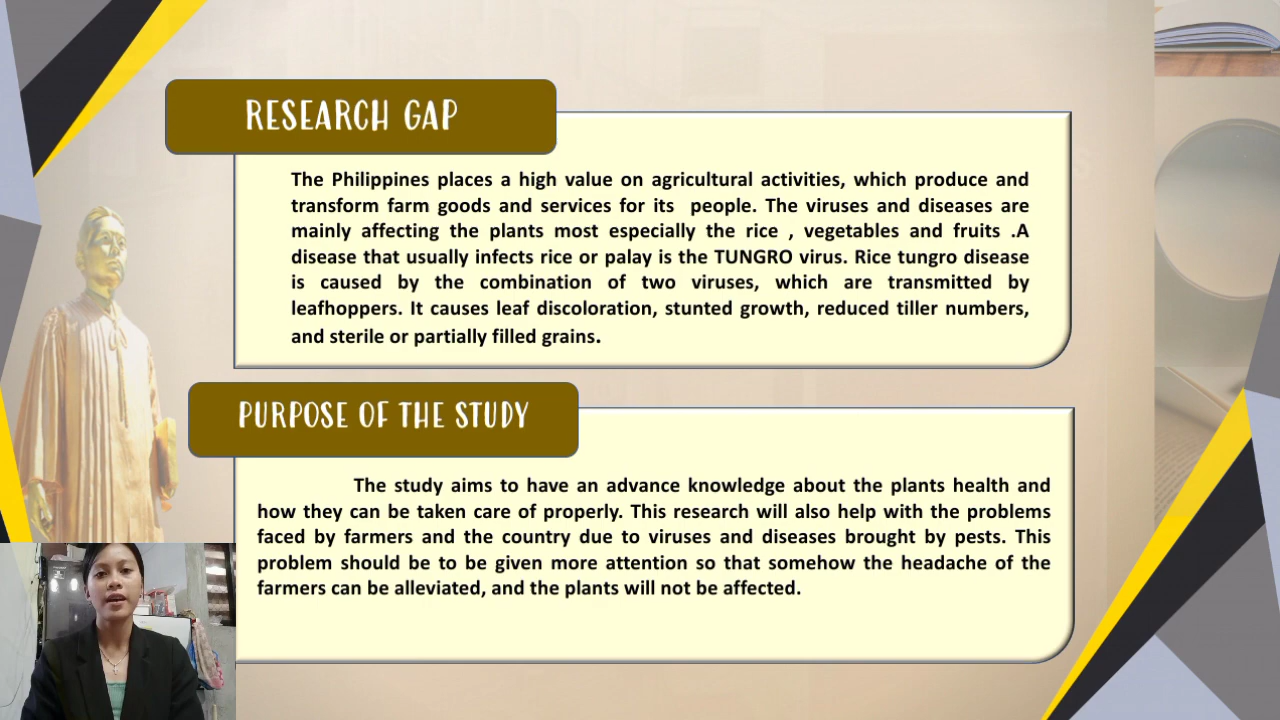 RESEARCH GAP
The Philippines places a high value on agricultural activities, which produce and
transform farm goods and services for its  people. The viruses and diseases are
mainly affecting the plants most especially the rice , vegetables and fruits .A
disease that usually infects rice or palay is the TUNGRO virus. Rice tungro disease
is caused by the combination of two viruses, which are transmitted by
leafhoppers. It causes leaf discoloration, stunted growth, reduced tiller numbers,
and sterile or partially filled grains.
PURPOSE OF THE STUDY
The study aims to have an advance knowledge about the plants health and
how they can be taken care of properly. This research will also help with the problems
faced by farmers and the country due to viruses and diseases brought by pests. This
problem should be to be given more attention so that somehow the headache of the
farmers can be alleviated, and the plants will not be affected.